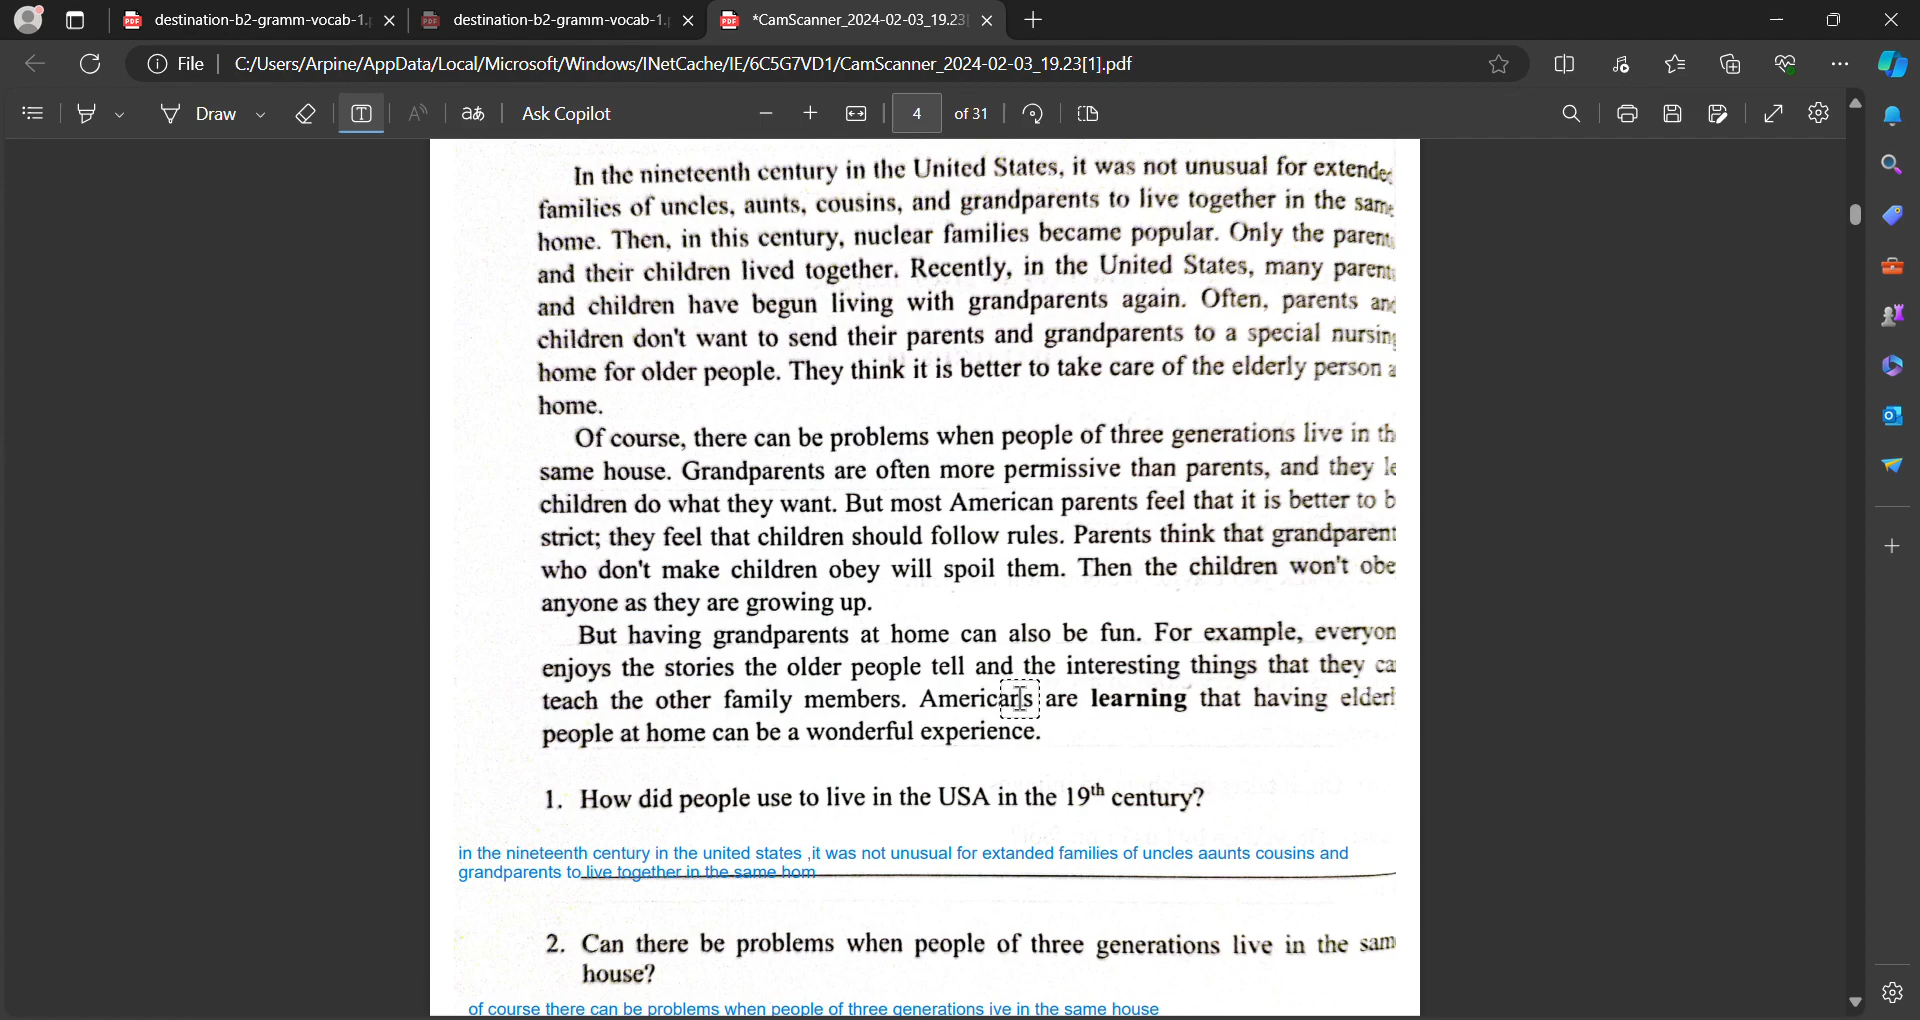 destination-b2-gramm-vocab-1.
destination-b2-gramm-vocab-1.
*CamScanner_2024-02-03_19.23
File
C:/Users/Arpine/AppData/Local/Microsoft/Windows/INetCache/IE/6C5G7VD1/CamScanner_2024-02-03_19.23[1].pdf
Draw
Ask Copilot
4 of 31
In the nineteenth century in the United States, it was not unusual for extende
families of uncles, aunts, cousins, and grandparents to live together in the sam
home. Then, in this century, nuclear families became popular. Only the parent
and their children lived together. Recently, in the United States, many parent
and children have begun living with grandparents again. Often, parents an
children don't want to send their parents and grandparents to a special nursin
home for older people. They think it is better to take care of the elderly person a
home.
Of course, there can be problems when people of three generations live in th
same house. Grandparents are often more permissive than parents, and they le
children do what they want. But most American parents feel that it is better to b
strict; they feel that children should follow rules. Parents think that grandparent
who don't make children obey will spoil them. Then the children won't obe
anyone as they are growing up.
But having grandparents at home can also be fun. For example, everyon
enjoys the stories the older people tell and the interesting things that they ca
teach the other family members. Americans are learning that having elderl
people at home can be a wonderful experience.
1. How did people use to live in the USA in the 19th century?
in the nineteenth century in the united states ,it was not unusual for extanded families of uncles aaunts cousins and
grandparents to live together in the same hom
2. Can there be problems when people of three generations live in the sam
house?
of course there can be problems when people of three generations ive in the same house